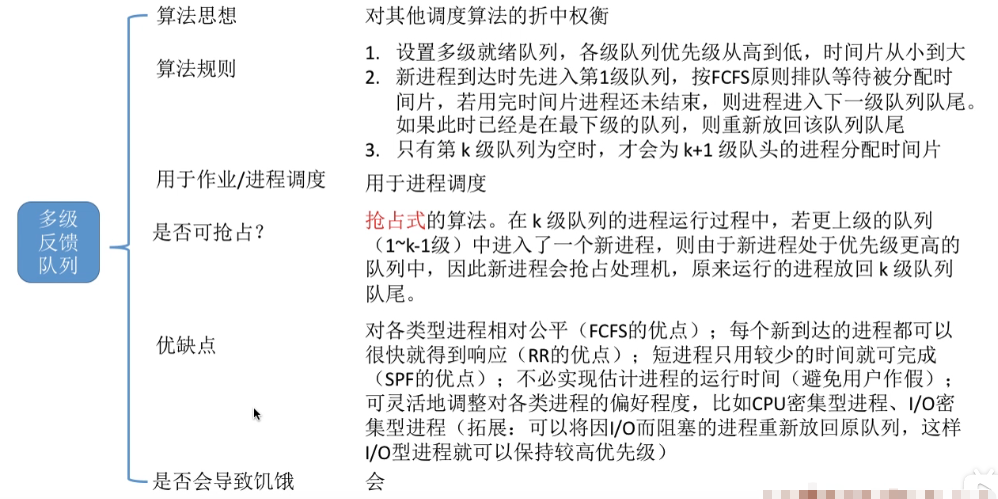 算法思想
对其他调度算法的折中权衡
算法规则
1. 设置多级就绪队列，各级队列优先级从高到低，时间片从小到大
2. 新进程到达时先进入第1级队列，按FCFS原则排队等待被分配时
间片，若用完时间片进程还未结束，则进程进入下一级队列队尾。
如果此时已经是在最下级的队列，则重新放回该队列队尾
3. 只有第 k 级队列为空时，才会为 k+1 级队头的进程分配时间片
用于作业/进程调度
用于进程调度
多级
反馈
队列
是否可抢占？
抢占式的算法。在 k 级队列的进程运行过程中，若更上级的队列
（1~k-1级）中进入了一个新进程，则由于新进程处于优先级更高的
队列中，因此新进程会抢占处理机，原来运行的进程放回 k 级队列
队尾。
优缺点
对各类型进程相对公平（FCFS的优点）；每个新到达的进程都可以
很快就得到响应（RR的优点）；短进程只用较少的时间就可完成
（SPF的优点）；不必实现估计进程的运行时间（避免用户作假）；
可灵活地调整对各类进程的偏好程度，比如CPU密集型进程、I/O密
集型进程（拓展：可以将因I/O而阻塞的进程重新放回原队列，这样
I/O型进程就可以保持较高优先级）
是否会导致饥饿
会